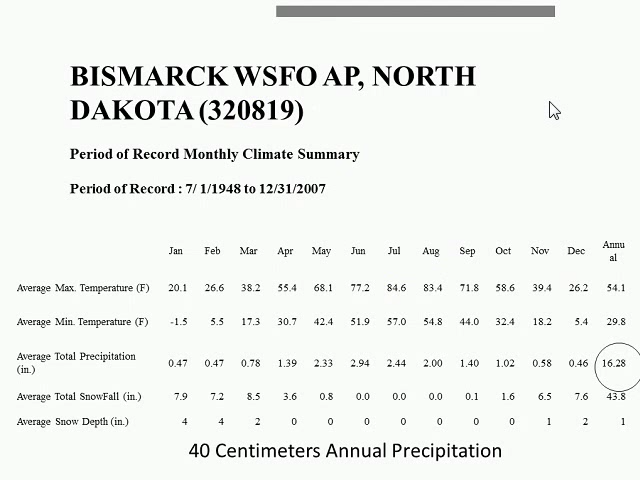 BISMARCK WSFO AP, NORTH
DAKOTA (320819)
Period of Record Monthly Climate Summary
Period of Record : 7/ 1/1948 to 12/31/2007
Jan Feb Mar Apr May Jun Jul Aug Sep Oct Nov Dec Annu
al
Average Max. Temperature (F) 20.1 26.6 38.2 55.4 68.1 77.2 84.6 83.4 71.8 58.6 39.4 26.2 54.1
Average Min. Temperature (F) -1.5 5.5 17.3 30.7 42.4 51.9 57.0 54.8 44.0 32.4 18.2 5.4 29.8
Average Total Precipitation
(in.) 0.47 0.47 0.78 1.39 2.33 2.94 2.44 2.00 1.40 1.02 0.58 0.46 16.28
Average Total SnowFall (in.) 7.9 7.2 8.5 3.6 0.8 0.0 0.0 0.0 0.1 1.6 6.5 7.6 43.8
Average Snow Depth (in.) 4 4 2 0 0 0 0 0 0 0 1 2 1
40 Centimeters Annual Precipitation